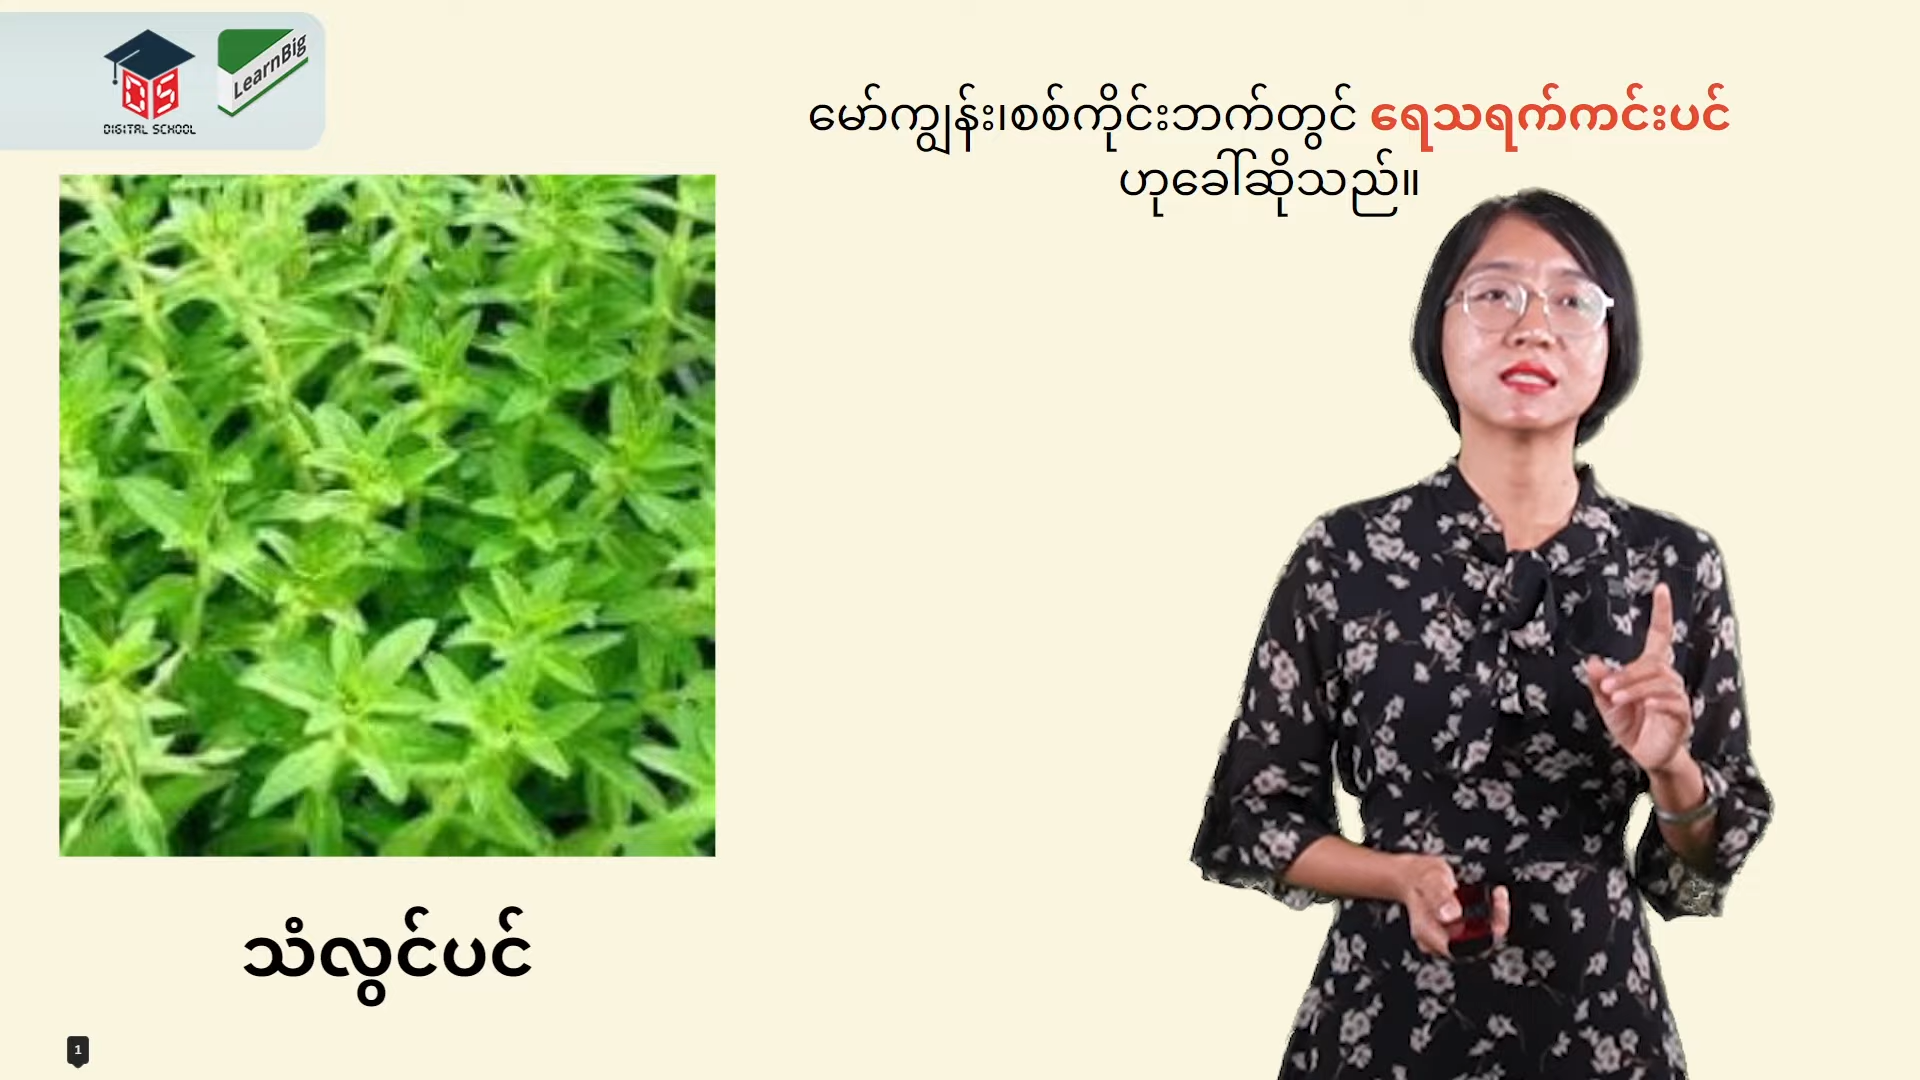 DIGITAL SCHOOL
LearnBig
မော်ကျွန်း၊စစ်ကိုင်းဘက်တွင် ရေသရက်ကင်းပင်
ဟုခေါ်ဆိုသည်။
သံလွင်ပင်
1